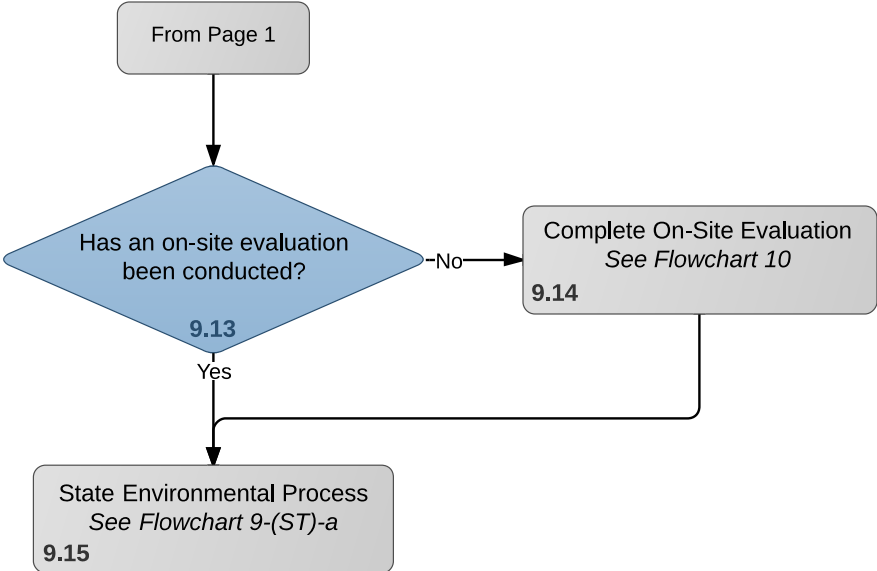 From Page 1
Has an on-site evaluation
been conducted?
9.13
No
Complete On-Site Evaluation
See Flowchart 10
9.14
Yes
State Environmental Process
See Flowchart 9-(ST)-a
9.15